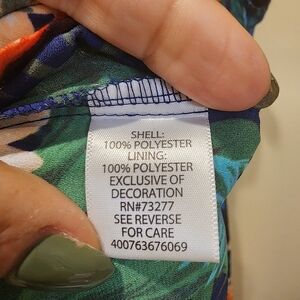 SHELL:
100% POLYESTER
LINING:
100% POLYESTER
EXCLUSIVE OF
DECORATION
RN#73277
SEE REVERSE
FOR CARE
400763676069